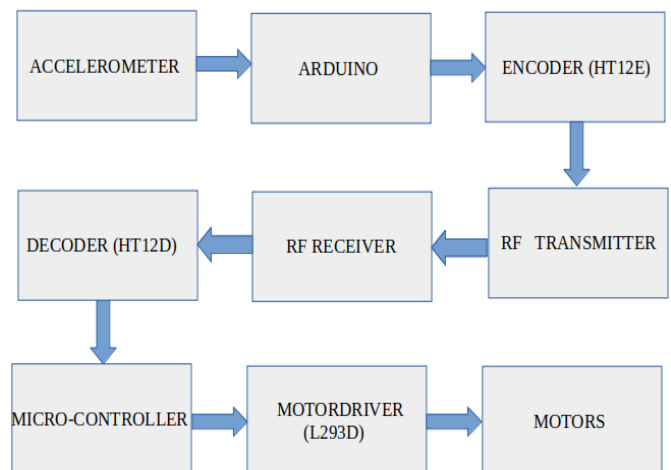 ACCELEROMETER
ARDUINO
ENCODER (HT12E)
DECODER (HT12D)
RF RECEIVER
RF TRANSMITTER
MICRO-CONTROLLER
MOTORDRIVER
(L293D)
MOTORS